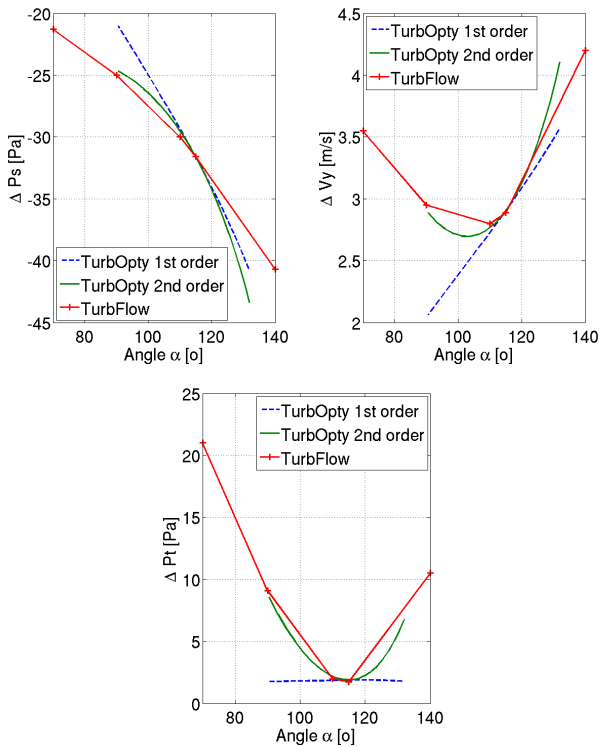 -20
-25
-30
-35
-40
-45
80
100
120
140
Δ Ps [Pa]
Angle α [o]
TurbOpty 1st order
TurbOpty 2nd order
TurbFlow
4.5
4
3.5
3
2.5
2
80
100
120
140
Δ Vy [m/s]
Angle α [o]
TurbOpty 1st order
TurbOpty 2nd order
TurbFlow
25
20
15
10
5
0
80
100
120
140
Δ Pt [Pa]
Angle α [o]
TurbOpty 1st order
TurbOpty 2nd order
TurbFlow